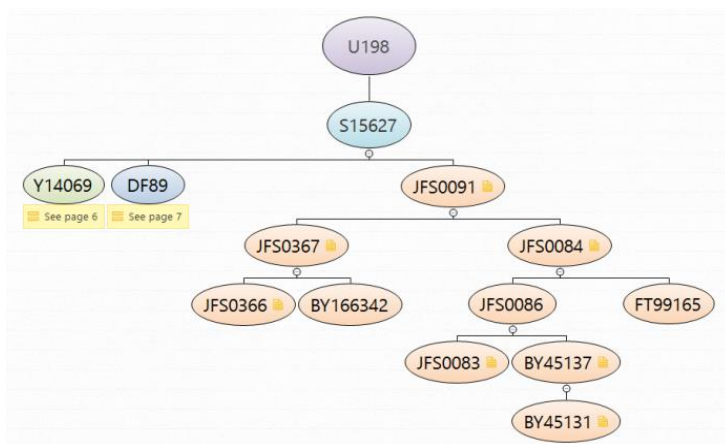 U198
S15627
Y14069 DF89 JFS0091
See page 6 See page 7
JFS0367 JFS0084
JFS0366 BY166342 JFS0086 FT99165
JFS0083 BY45137
BY45131